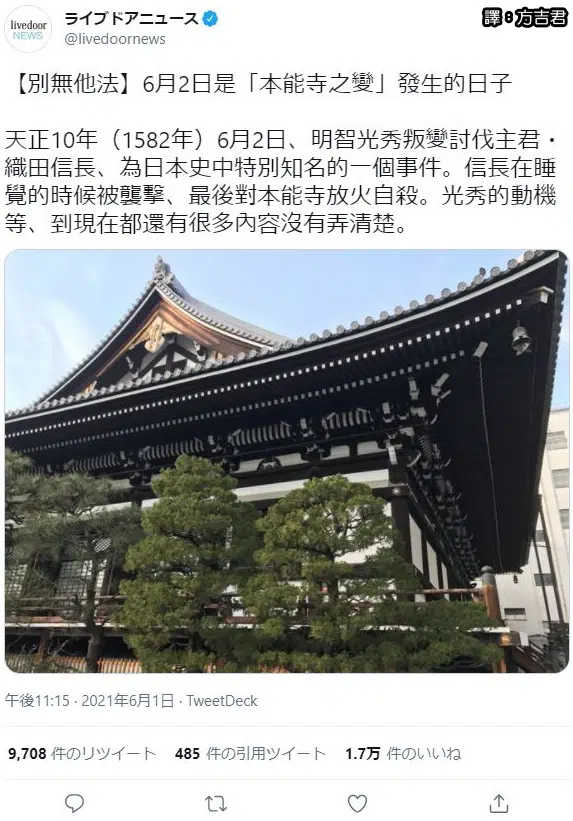 譯:方吉君
livedoor
NEWS
ライブドアニュース
@livedoornews
【別無他法】6月2日是「本能寺之變」發生的日子
天正10年（1582年）6月2日、明智光秀叛變討伐主君・
織田信長、為日本史中特別知名的一個事件。信長在睡
覺的時候被襲擊、最後對本能寺放火自殺。光秀的動機
等、到現在都還有很多內容沒有弄清楚。
午後11:15 · 2021年6月1日 · TweetDeck
9,708 件のリツイート 485 件の引用ツイート 1.7万 件のいいね